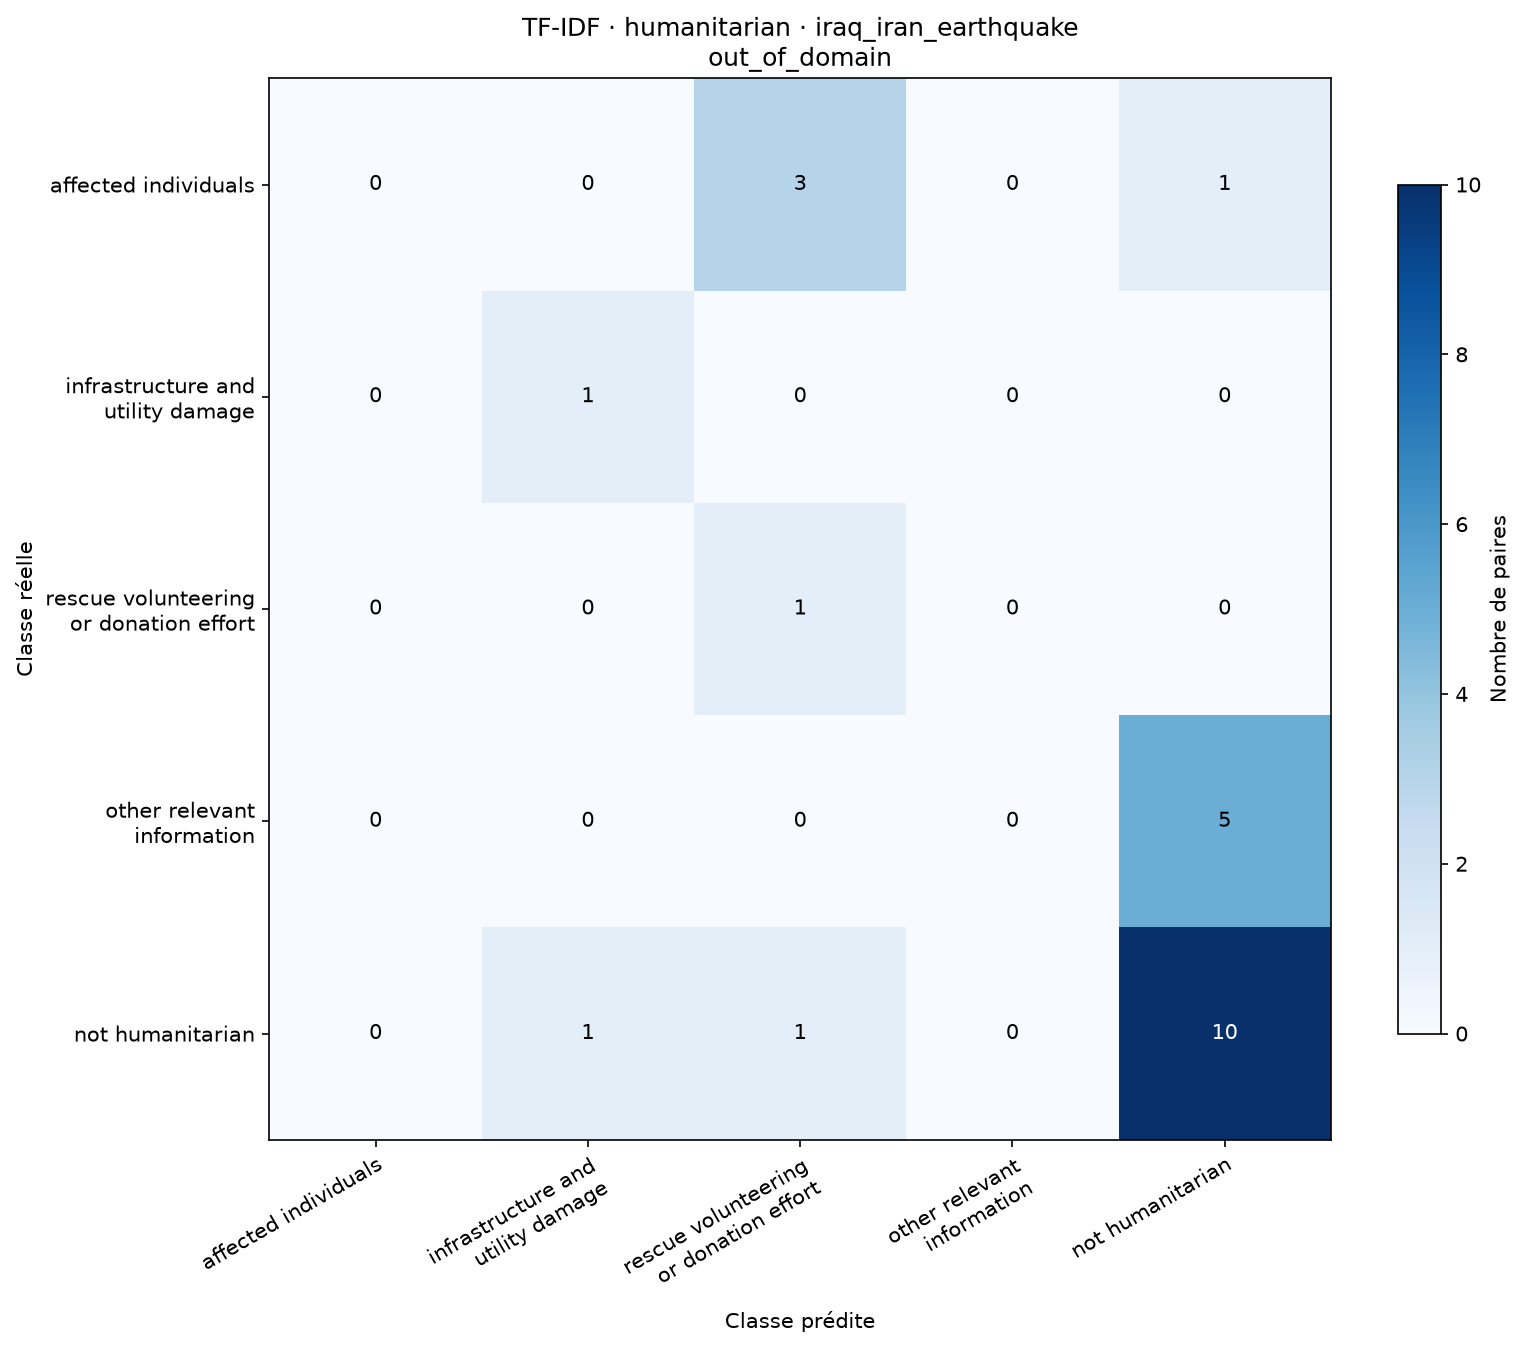 TF-IDF · humanitarian · iraq_iran_earthquake
out_of_domain
Classe réelle
affected individuals
0 0 3 0 1
infrastructure and
utility damage
0 1 0 0 0
rescue volunteering
or donation effort
0 0 1 0 0
other relevant
information
0 0 0 0 5
not humanitarian
0 1 1 0 10
affected individuals
infrastructure and
utility damage
rescue volunteering
or donation effort
other relevant
information
not humanitarian
Classe prédite
10
8
6
4
2
0
Nombre de paires